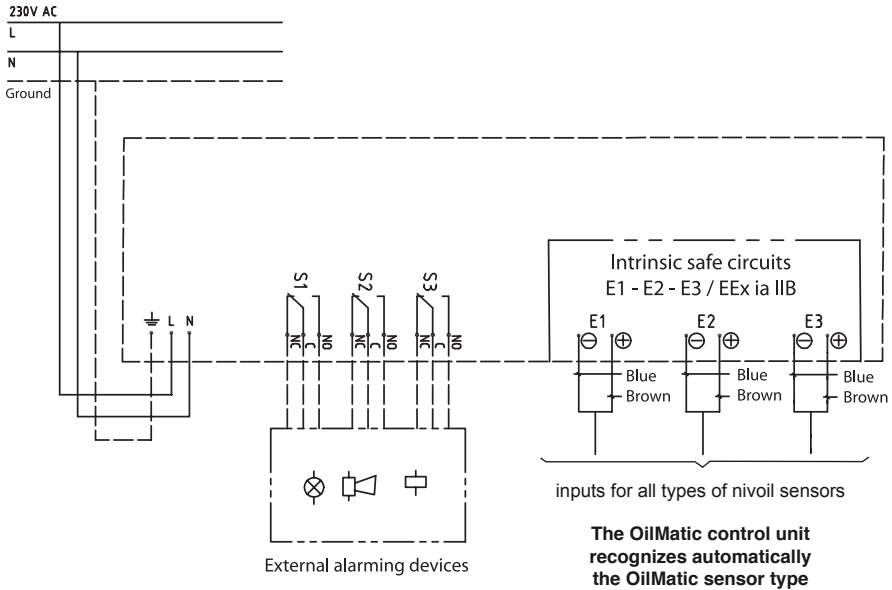 230V AC
L
N
Ground
Intrinsic safe circuits
E1 - E2 - E3 / EEx ia IIB
S1 S2 S3
E1 E2 E3
L N
NC C NO NC C NO NC C NO
Blue Blue Blue
Brown Brown Brown
inputs for all types of nivoil sensors
External alarming devices
The OilMatic control unit
recognizes automatically
the OilMatic sensor type